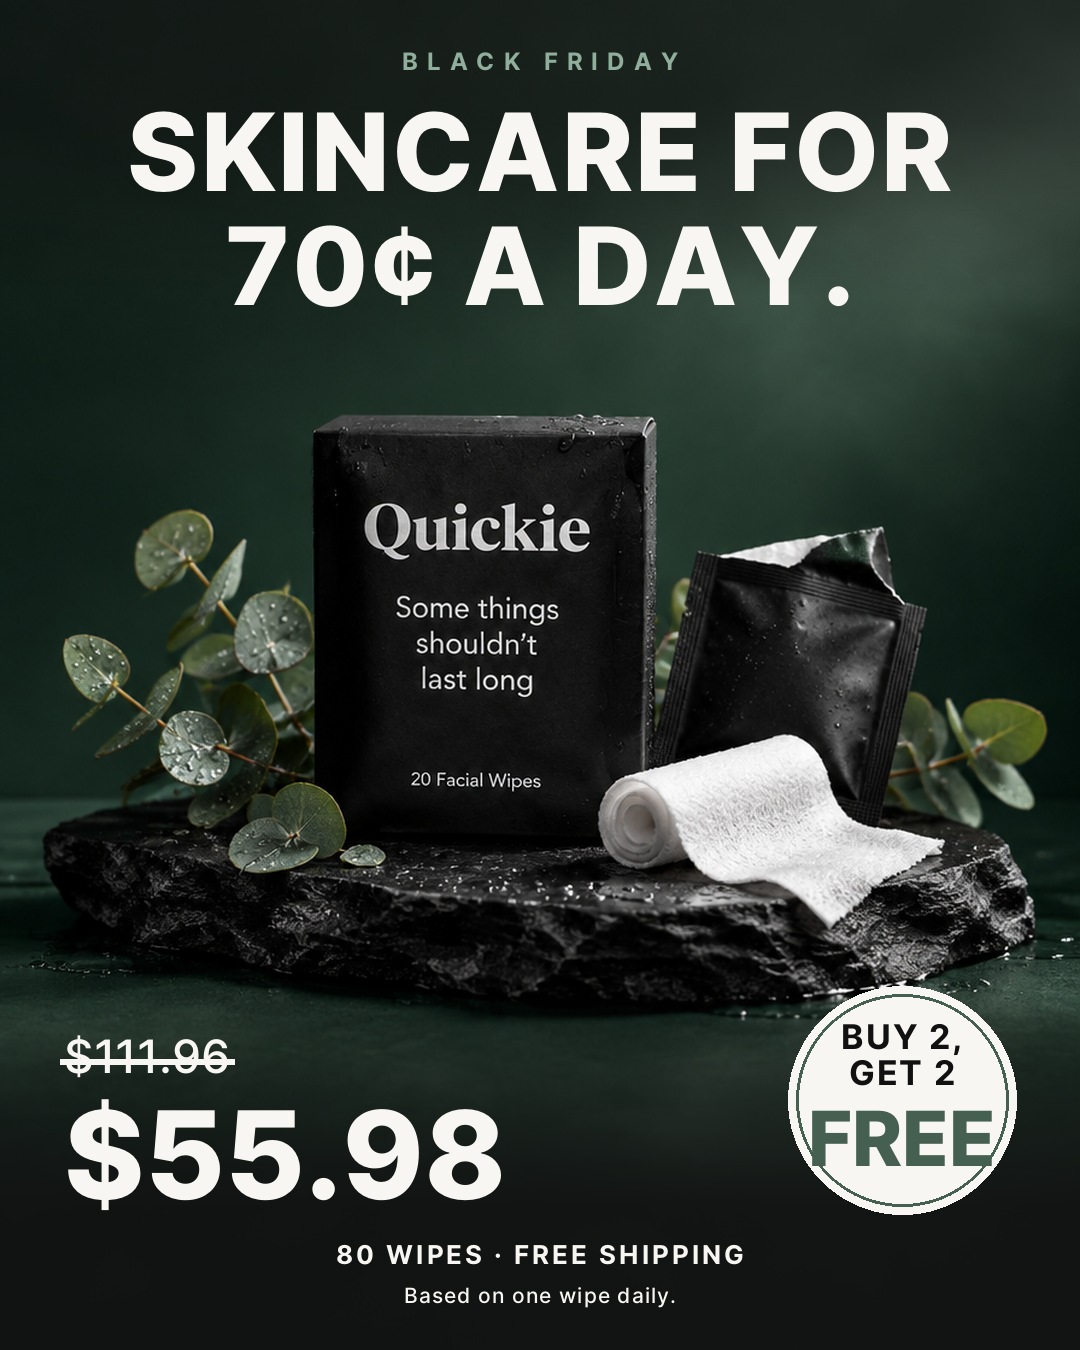 BLACK FRIDAY
SKINCARE FOR
70¢ A DAY.
Quickie
Some things
shouldn’t
last long
20 Facial Wipes
$111.96
$55.98
BUY 2,
GET 2
FREE
80 WIPES · FREE SHIPPING
Based on one wipe daily.